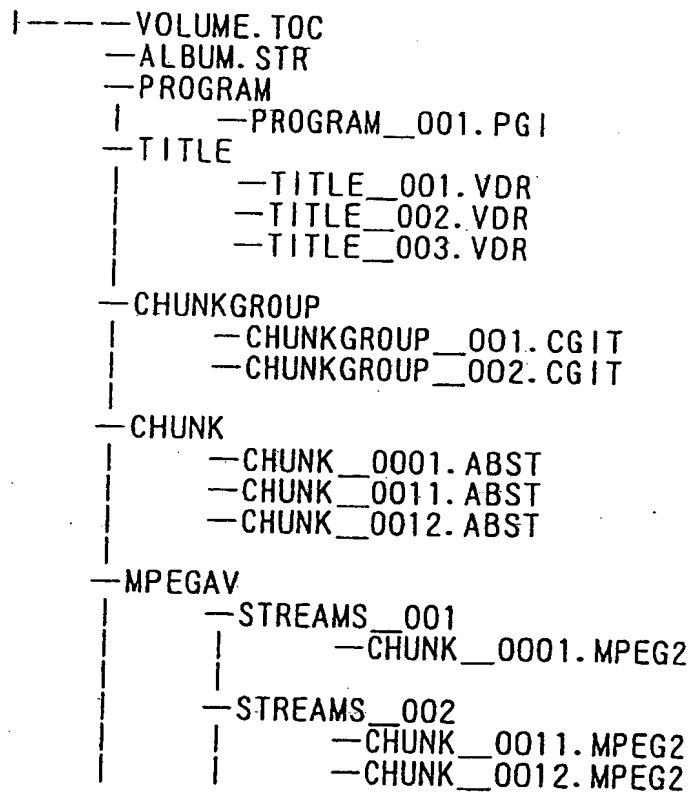 VOLUME.TOC
ALBUM.STR
PROGRAM
PROGRAM__001.PGI
TITLE
TITLE__001.VDR
TITLE__002.VDR
TITLE__003.VDR
CHUNKGROUP
CHUNKGROUP__001.CGIT
CHUNKGROUP__002.CGIT
CHUNK
CHUNK__0001.ABST
CHUNK__0011.ABST
CHUNK__0012.ABST
MPEGAV
STREAMS__001
CHUNK__0001.MPEG2
STREAMS__002
CHUNK__0011.MPEG2
CHUNK__0012.MPEG2